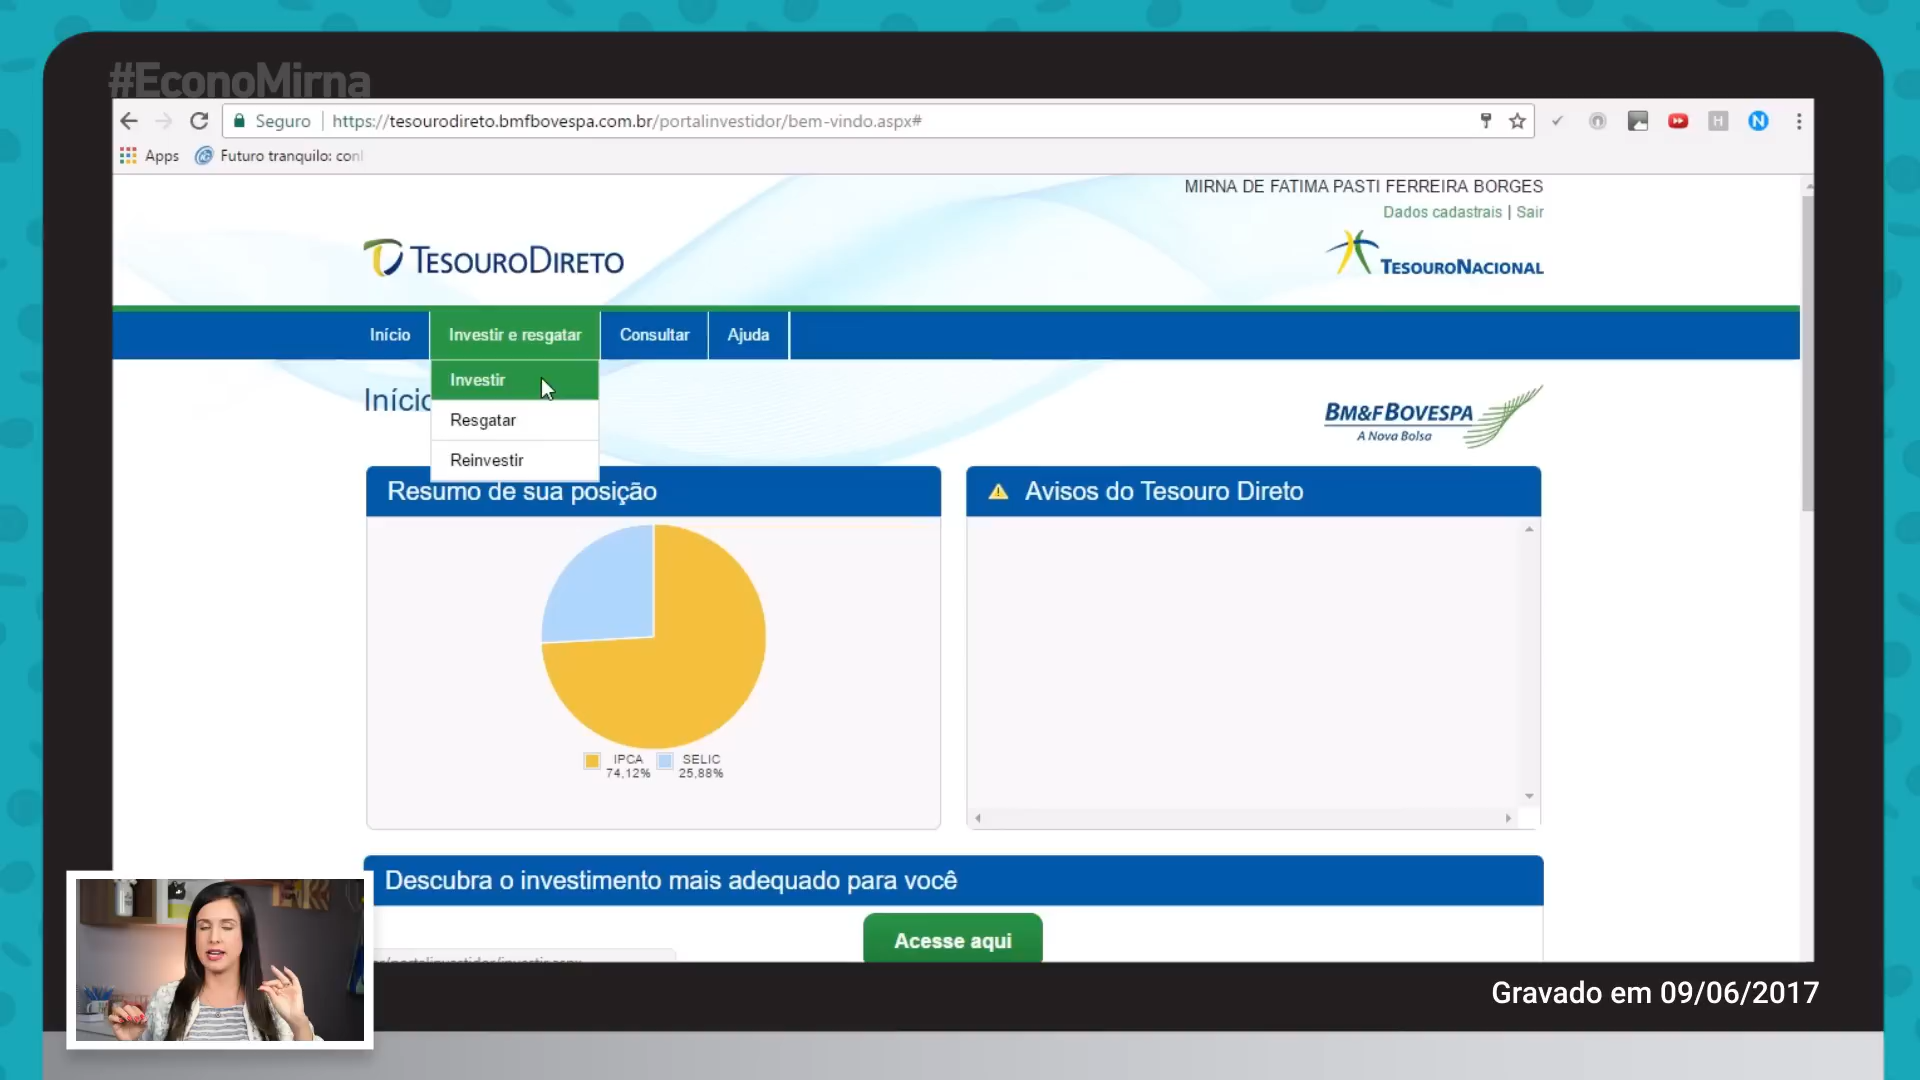 #EconoMirna
Seguro | https://tesourodireto.bmfbovespa.com.br/portalinvestidor/bem-vindo.aspx#
H
N
Apps
Futuro tranquilo: con
MIRNA DE FATIMA PASTI FERREIRA BORGES
Dados cadastrais | Sair
TESOURODIRETO
TESOURONACIONAL
Início
Investir e resgatar
Consultar
Ajuda
Investir
Resgatar
Reinvestir
Iníci
BM&FBOVESPA
A Nova Bolsa
Resumo de sua posição
Avisos do Tesouro Direto
IPCA
74,12%
SELIC
25,88%
Descubra o investimento mais adequado para você
Acesse aqui
Gravado em 09/06/2017